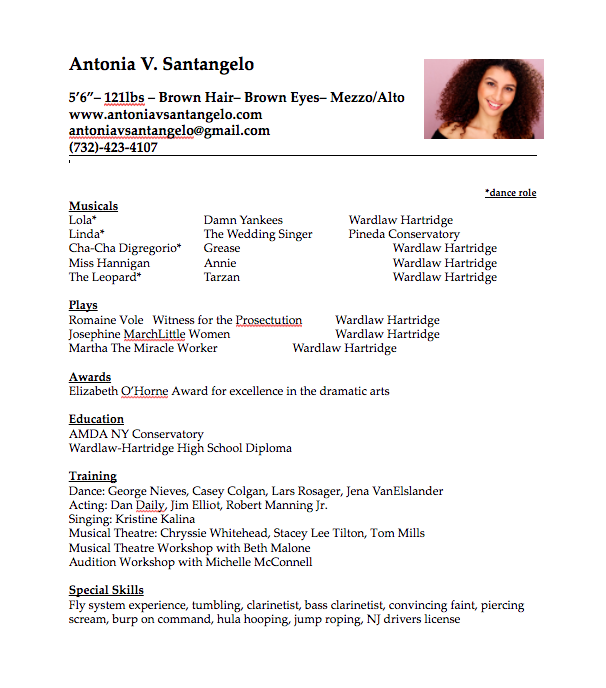 Antonia V. Santangelo
5’6”– 121lbs – Brown Hair– Brown Eyes– Mezzo/Alto
www.antoniavsantangelo.com
antoniavsantangelo@gmail.com
(732)-423-4107
*dance role
Musicals
Lola* Damn Yankees Wardlaw Hartridge
Linda* The Wedding Singer Pineda Conservatory
Cha-Cha Digregorio* Grease Wardlaw Hartridge
Miss Hannigan Annie Wardlaw Hartridge
The Leopard* Tarzan Wardlaw Hartridge
Plays
Romaine Vole Witness for the Prosectution Wardlaw Hartridge
Josephine MarchLittle Women Wardlaw Hartridge
Martha The Miracle Worker Wardlaw Hartridge
Awards
Elizabeth O’Horne Award for excellence in the dramatic arts
Education
AMDA NY Conservatory
Wardlaw-Hartridge High School Diploma
Training
Dance: George Nieves, Casey Colgan, Lars Rosager, Jena VanElslander
Acting: Dan Daily, Jim Elliot, Robert Manning Jr.
Singing: Kristine Kalina
Musical Theatre: Chryssie Whitehead, Stacey Lee Tilton, Tom Mills
Musical Theatre Workshop with Beth Malone
Audition Workshop with Michelle McConnell
Special Skills
Fly system experience, tumbling, clarinetist, bass clarinetist, convincing faint, piercing
scream, burp on command, hula hooping, jump roping, NJ drivers license